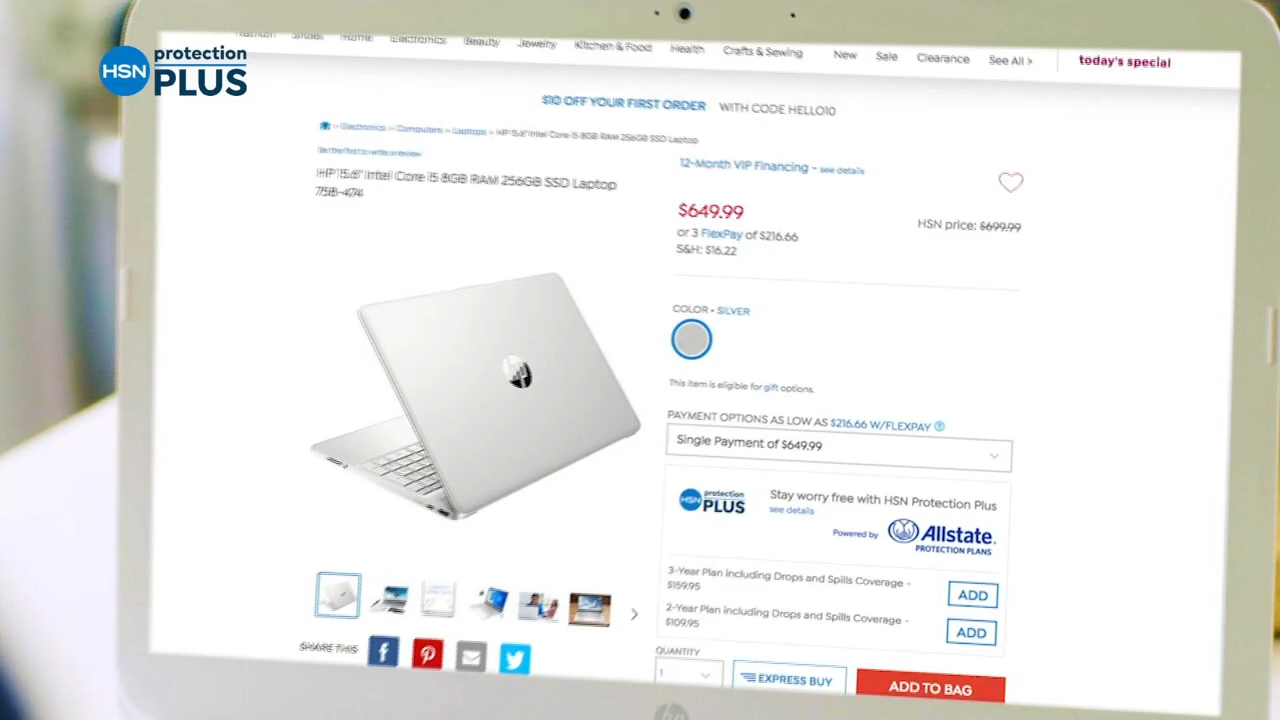 HSN protection PLUS
Fashion Shoes Home Electronics Beauty Jewelry Kitchen & Food Health Crafts & Sewing New Sale Clearance See All > today's special
$10 OFF YOUR FIRST ORDER WITH CODE HELLO10
> Electronics > Computers > Laptops > HP 15.6" Intel Core i5 8GB RAM 256GB SSD Laptop
Be the first to write a review
HP 15.6" Intel Core i5 8GB RAM 256GB SSD Laptop
758-474
12-Month VIP Financing - see details
$649.99
HSN price: $699.99
or 3 FlexPay of $216.66
S&H: $16.22
COLOR • SILVER
This item is eligible for gift options.
PAYMENT OPTIONS AS LOW AS $216.66 W/FLEXPAY ?
Single Payment of $649.99
HSN protection PLUS
Stay worry free with HSN Protection Plus
see details
Powered by Allstate.
PROTECTION PLANS
3-Year Plan including Drops and Spills Coverage -
$159.95
ADD
2-Year Plan including Drops and Spills Coverage -
$109.95
ADD
SHARE THIS
QUANTITY
1
EXPRESS BUY
ADD TO BAG
hp